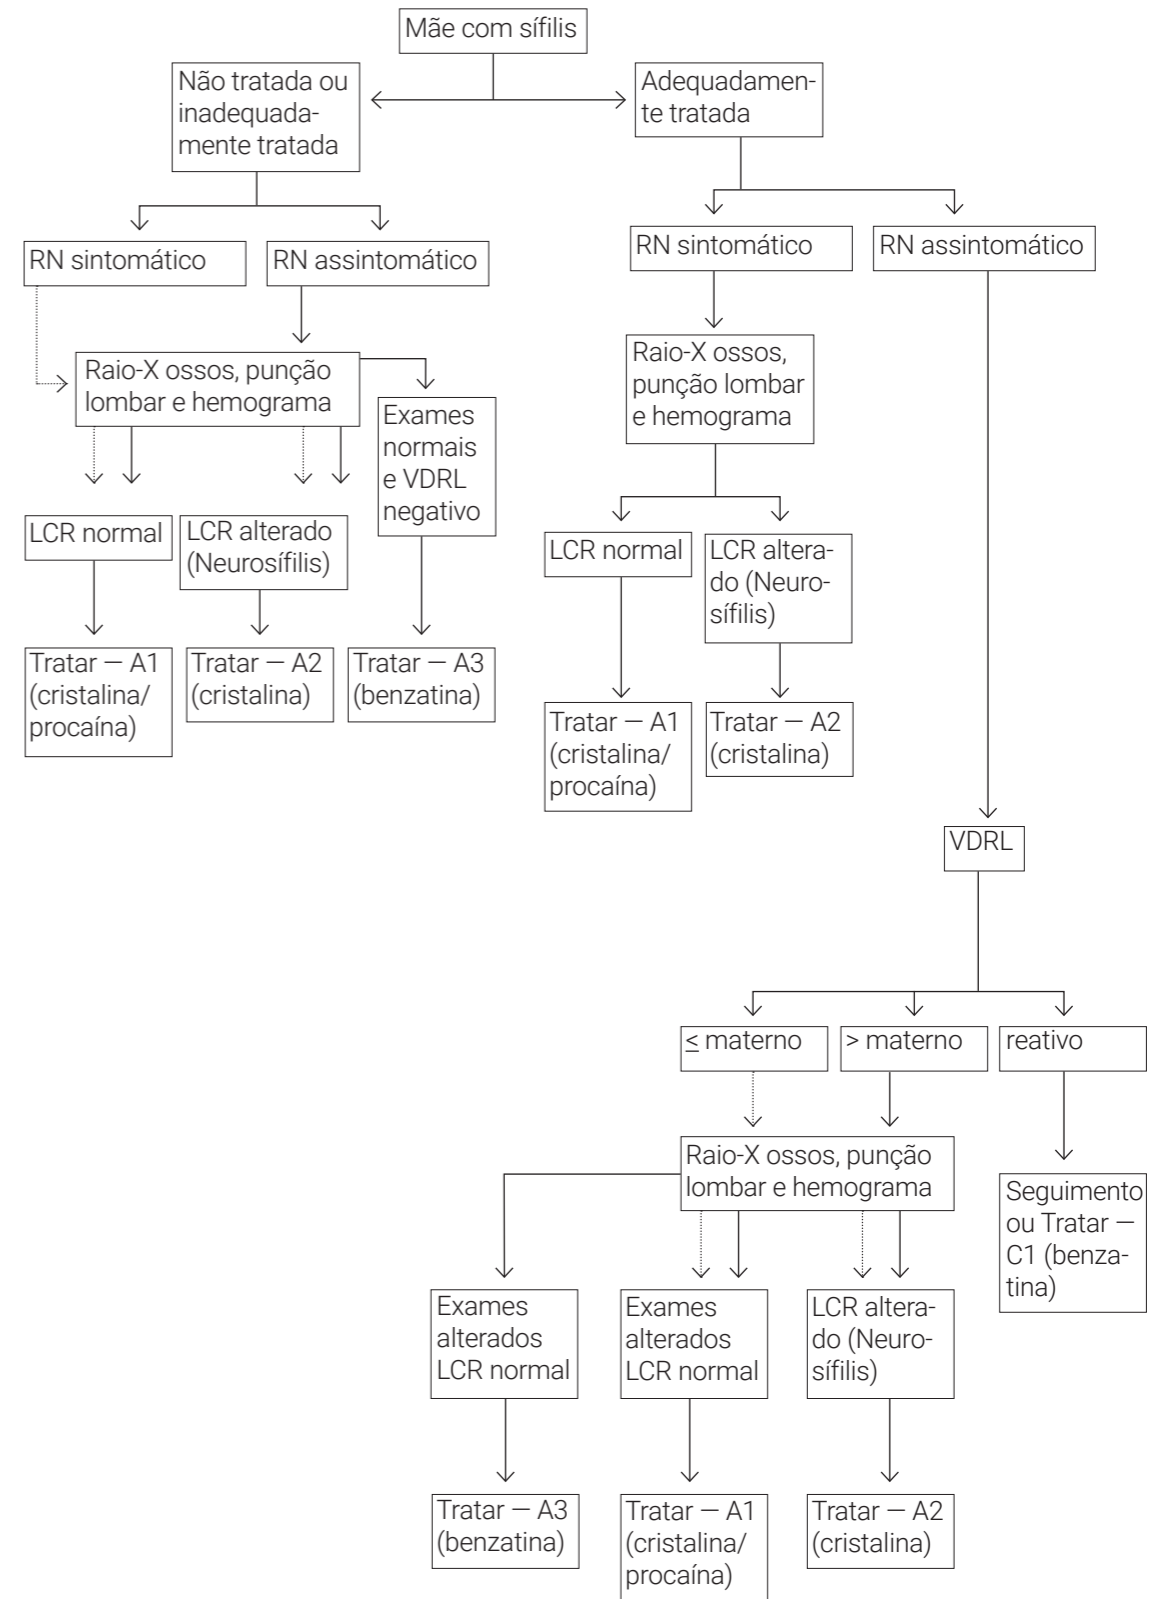 Mãe com sífilis
Não tratada ou
inadequada-
mente tratada
Adequadamen-
te tratada
RN sintomático
RN assintomático
RN sintomático
RN assintomático
Raio-X ossos, punção
lombar e hemograma
Exames
normais
e VDRL
negativo
Raio-X ossos,
punção lombar
e hemograma
LCR normal
LCR alterado
(Neurosífilis)
LCR normal
LCR altera-
do (Neuro-
sífilis)
Tratar — A1
(cristalina/
procaína)
Tratar — A2
(cristalina)
Tratar — A3
(benzatina)
Tratar — A1
(cristalina/
procaína)
Tratar — A2
(cristalina)
VDRL
≤ materno
> materno
reativo
Raio-X ossos, punção
lombar e hemograma
Seguimento
ou Tratar —
C1 (benza-
tina)
Exames
alterados
LCR normal
Exames
alterados
LCR normal
LCR altera-
do (Neuro-
sífilis)
Tratar — A3
(benzatina)
Tratar — A1
(cristalina/
procaína)
Tratar — A2
(cristalina)